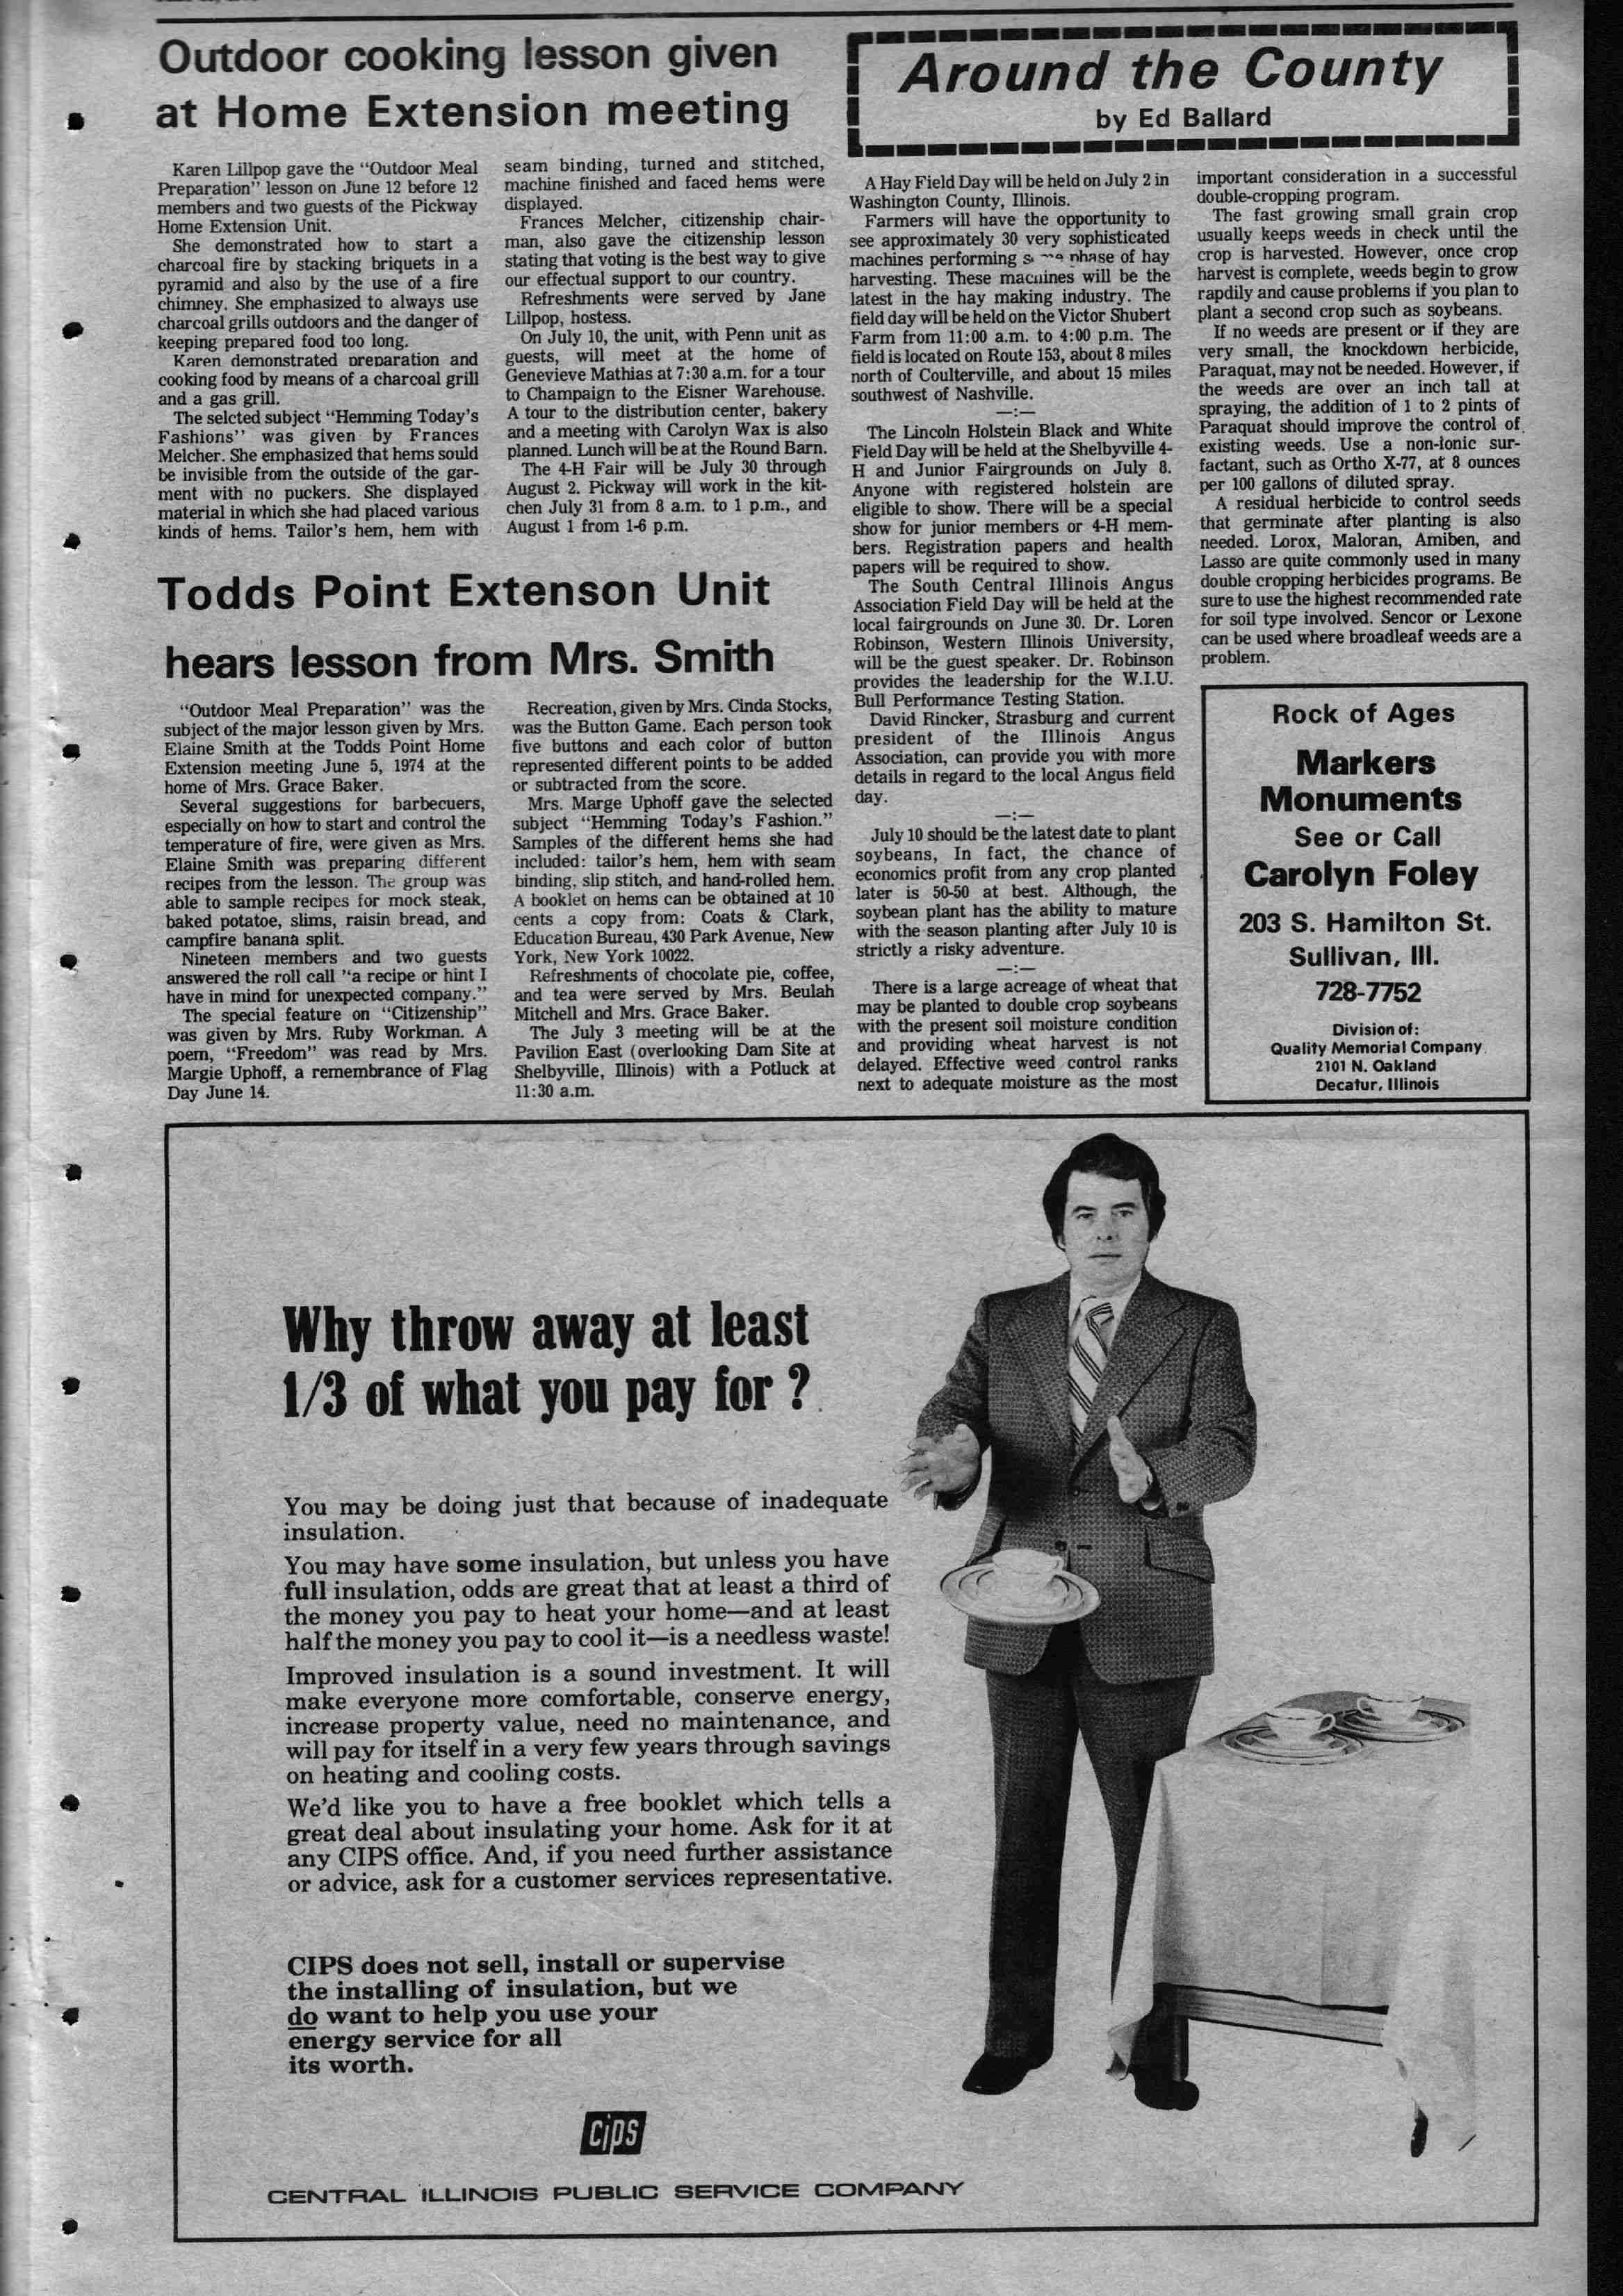 Outdoor cooking lesson given
at Home Extension meeting
Karen Lillpop gave the "Outdoor Meal
Preparation" lesson on June 12 before 12
members and two guests of the Pickway
Home Extension Unit.
She demonstrated how to start a
charcoal fire by stacking briquets in a
pyramid and also by the use of a fire
chimney. She emphasized to always use
charcoal grills outdoors and the danger of
keeping prepared food too long.
Karen demonstrated preparation and
cooking food by means of a charcoal grill
and a gas grill.
The selcted subject "Hemming Today's
Fashions" was given by Frances
Melcher. She emphasized that hems sould
be invisible from the outside of the gar-
ment with no puckers. She displayed
material in which she had placed various
kinds of hems. Tailor's hem, hem with
seam binding, turned and stitched,
machine finished and faced hems were
displayed.
Frances Melcher, citizenship chair-
man, also gave the citizenship lesson
stating that voting is the best way to give
our effectual support to our country.
Refreshments were served by Jane
Lillpop, hostess.
On July 10, the unit, with Penn unit as
guests, will meet at the home of
Genevieve Mathias at 7:30 a.m. for a tour
to Champaign to the Eisner Warehouse.
A tour to the distribution center, bakery
and a meeting with Carolyn Wax is also
planned. Lunch will be at the Round Barn.
The 4-H Fair will be July 30 through
August 2. Pickway will work in the kit-
chen July 31 from 8 a.m. to 1 p.m., and
August 1 from 1-6 p.m.
Todds Point Extenson Unit
hears lesson from Mrs. Smith
"Outdoor Meal Preparation" was the
subject of the major lesson given by Mrs.
Elaine Smith at the Todds Point Home
Extension meeting June 5, 1974 at the
home of Mrs. Grace Baker.
Several suggestions for barbecuers,
especially on how to start and control the
temperature of fire, were given as Mrs.
Elaine Smith was preparing different
recipes from the lesson. The group was
able to sample recipes for mock steak,
baked potatoe, slims, raisin bread, and
campfire banana split.
Nineteen members and two guests
answered the roll call "a recipe or hint I
have in mind for unexpected company."
The special feature on "Citizenship"
was given by Mrs. Ruby Workman. A
poem, "Freedom" was read by Mrs.
Margie Uphoff, a remembrance of Flag
Day June 14.
Recreation, given by Mrs. Cinda Stocks,
was the Button Game. Each person took
five buttons and each color of button
represented different points to be added
or subtracted from the score.
Mrs. Marge Uphoff gave the selected
subject "Hemming Today's Fashion."
Samples of the different hems she had
included: tailor's hem, hem with seam
binding, slip stitch, and hand-rolled hem.
A booklet on hems can be obtained at 10
cents a copy from: Coats & Clark,
Education Bureau, 430 Park Avenue, New
York, New York 10022.
Refreshments of chocolate pie, coffee,
and tea were served by Mrs. Beulah
Mitchell and Mrs. Grace Baker.
The July 3 meeting will be at the
Pavilion East (overlooking Dam Site at
Shelbyville, Illinois) with a Potluck at
11:30 a.m.
Around the County
by Ed Ballard
A Hay Field Day will be held on July 2 in
Washington County, Illinois.
Farmers will have the opportunity to
see approximately 30 very sophisticated
machines performing phase of hay
harvesting. These machines will be the
latest in the hay making industry. The
field day will be held on the Victor Shubert
Farm from 11:00 a.m. to 4:00 p.m. The
field is located on Route 153, about 8 miles
north of Coulterville, and about 15 miles
southwest of Nashville.
—:—
The Lincoln Holstein Black and White
Field Day will be held at the Shelbyville 4-
H and Junior Fairgrounds on July 8.
Anyone with registered holstein are
eligible to show. There will be a special
show for junior members or 4-H mem-
bers. Registration papers and health
papers will be required to show.
The South Central Illinois Angus
Association Field Day will be held at the
local fairgrounds on June 30. Dr. Loren
Robinson, Western Illinois University,
will be the guest speaker. Dr. Robinson
provides the leadership for the W.I.U.
Bull Performance Testing Station.
David Rincker, Strasburg and current
president of the Illinois Angus
Association, can provide you with more
details in regard to the local Angus field
day.
—:—
July 10 should be the latest date to plant
soybeans, In fact, the chance of
economics profit from any crop planted
later is 50-50 at best. Although, the
soybean plant has the ability to mature
with the season planting after July 10 is
strictly a risky adventure.
—:—
There is a large acreage of wheat that
may be planted to double crop soybeans
with the present soil moisture condition
and providing wheat harvest is not
delayed. Effective weed control ranks
next to adequate moisture as the most
important consideration in a successful
double-cropping program.
The fast growing small grain crop
usually keeps weeds in check until the
crop is harvested. However, once crop
harvest is complete, weeds begin to grow
rapdily and cause problems if you plan to
plant a second crop such as soybeans.
If no weeds are present or if they are
very small, the knockdown herbicide,
Paraquat, may not be needed. However, if
the weeds are over an inch tall at
spraying, the addition of 1 to 2 pints of
Paraquat should improve the control of
existing weeds. Use a non-ionic sur-
factant, such as Ortho X-77, at 8 ounces
per 100 gallons of diluted spray.
A residual herbicide to control seeds
that germinate after planting is also
needed. Lorox, Maloran, Amiben, and
Lasso are quite commonly used in many
double cropping herbicides programs. Be
sure to use the highest recommended rate
for soil type involved. Sencor or Lexone
can be used where broadleaf weeds are a
problem.
Rock of Ages
Markers
Monuments
See or Call
Carolyn Foley
203 S. Hamilton St.
Sullivan, Ill.
728-7752
Division of:
Quality Memorial Company
2101 N. Oakland
Decatur, Illinois
Why throw away at least
1/3 of what you pay for?
You may be doing just that because of inadequate
insulation.
You may have some insulation, but unless you have
full insulation, odds are great that at least a third of
the money you pay to heat your home—and at least
half the money you pay to cool it—is a needless waste!
Improved insulation is a sound investment. It will
make everyone more comfortable, conserve energy,
increase property value, need no maintenance, and
will pay for itself in a very few years through savings
on heating and cooling costs.
We'd like you to have a free booklet which tells a
great deal about insulating your home. Ask for it at
any CIPS office. And, if you need further assistance
or advice, ask for a customer services representative.
CIPS does not sell, install or supervise
the installing of insulation, but we
do want to help you use your
energy service for all
its worth.
CIPS
CENTRAL ILLINOIS PUBLIC SERVICE COMPANY